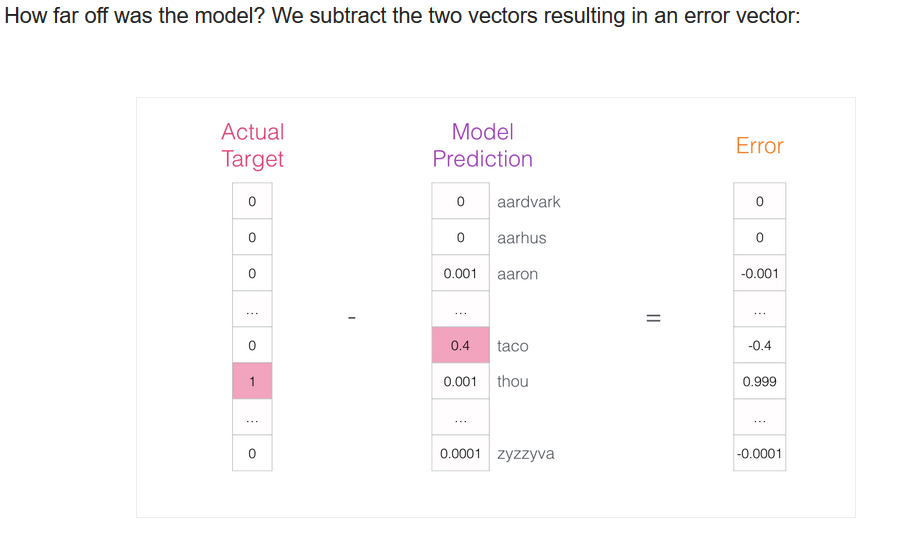 How far off was the model? We subtract the two vectors resulting in an error vector:
Actual
Target
Model
Prediction
Error
0 0 aardvark 0
0 0 aarhus 0
0 0.001 aaron -0.001
... ... ...
- =
0 0.4 taco -0.4
1 0.001 thou 0.999
... ... ...
0 0.0001 zyzzyva -0.0001